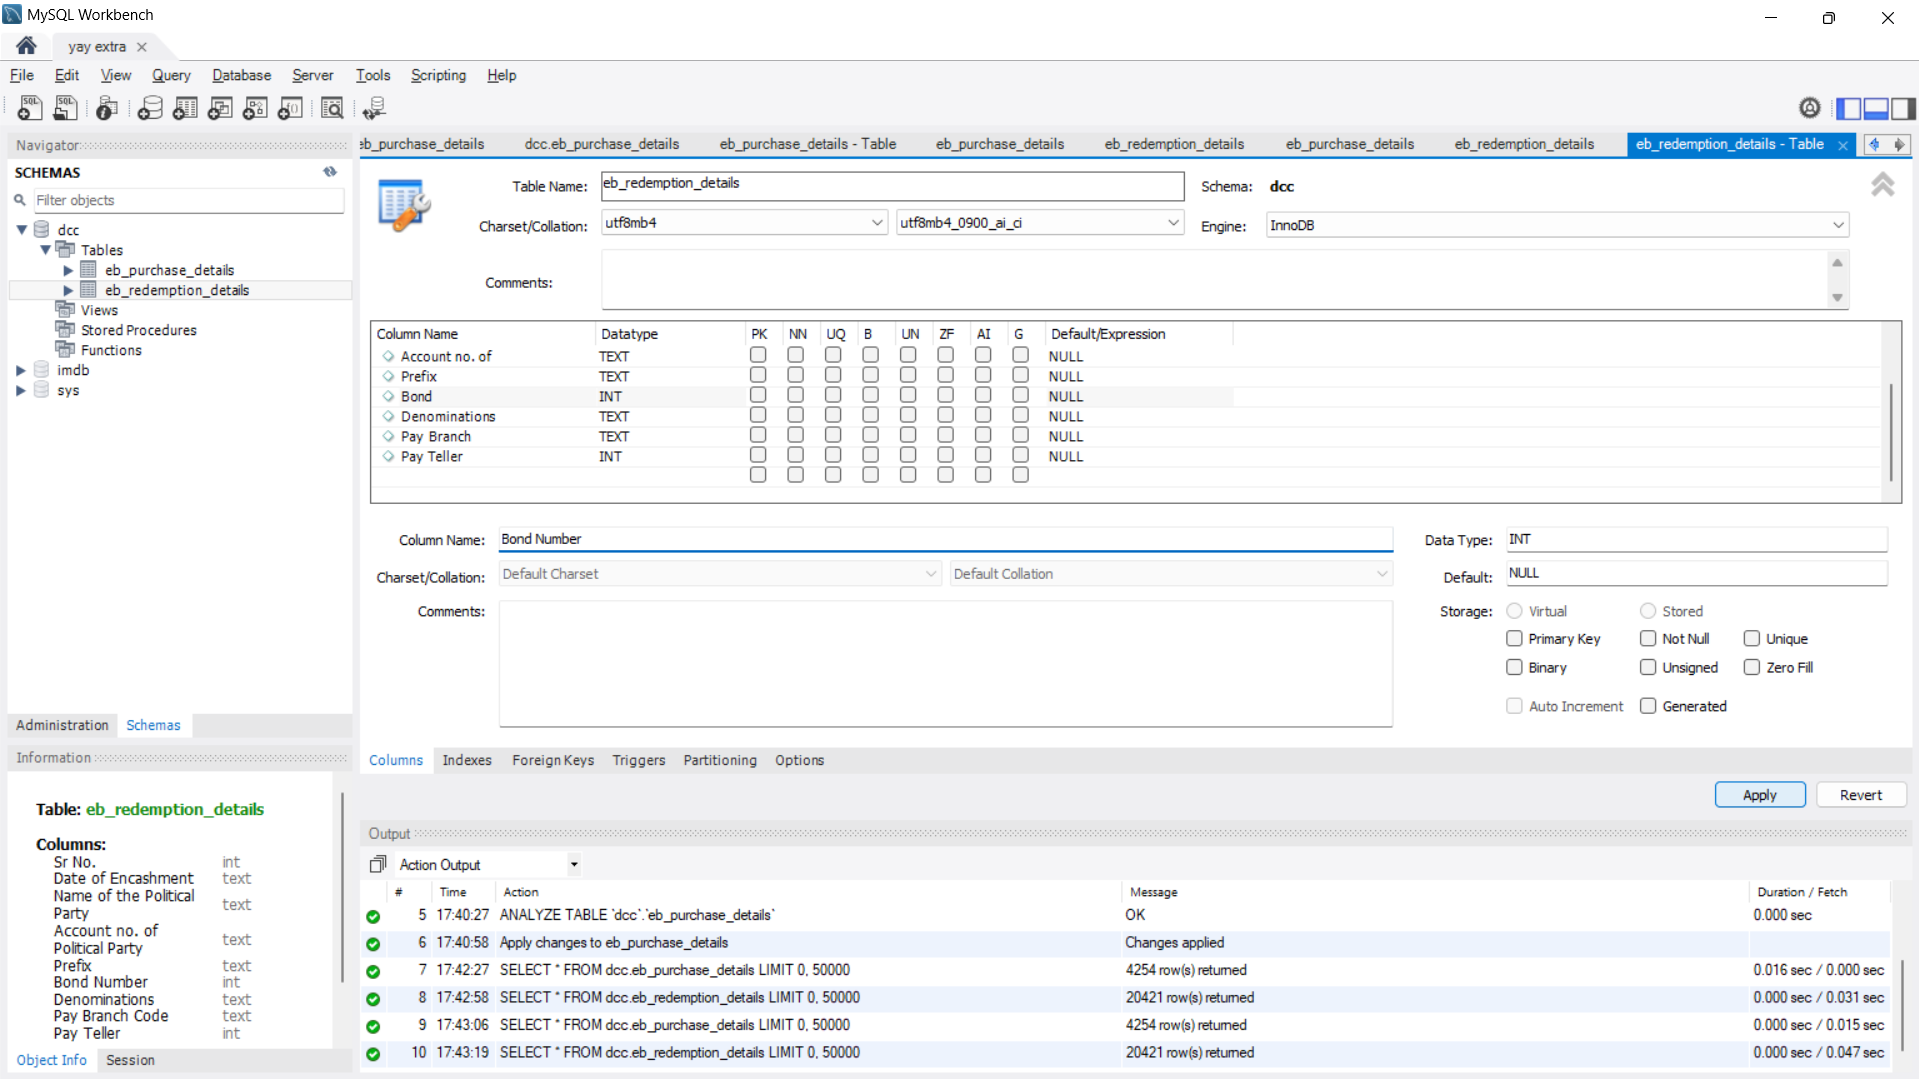 MySQL Workbench
yay extra
File Edit View Query Database Server Tools Scripting Help
Navigator
SCHEMAS
Filter objects
dcc
Tables
eb_purchase_details
eb_redemption_details
Views
Stored Procedures
Functions
imdb
sys
Administration Schemas
Information
Table: eb_redemption_details
Columns:
Sr No. int
Date of Encashment text
Name of the Political
Party text
Account no. of
Political Party text
Prefix text
Bond Number int
Denominations text
Pay Branch Code text
Pay Teller int
Object Info Session
eb_purchase_details dcc.eb_purchase_details eb_purchase_details - Table eb_purchase_details eb_redemption_details eb_purchase_details eb_redemption_details eb_redemption_details - Table
Table Name: eb_redemption_details Schema: dcc
Charset/Collation: utf8mb4 utf8mb4_0900_ai_ci Engine: InnoDB
Comments:
Column Name Datatype PK NN UQ B UN ZF AI G Default/Expression
Account no. of TEXT NULL
Prefix TEXT NULL
Bond INT NULL
Denominations TEXT NULL
Pay Branch TEXT NULL
Pay Teller INT NULL
Column Name: Bond Number Data Type: INT
Charset/Collation: Default Charset Default Collation Default: NULL
Comments: Storage: Virtual Stored
Primary Key Not Null Unique
Binary Unsigned Zero Fill
Auto Increment Generated
Columns Indexes Foreign Keys Triggers Partitioning Options
Apply Revert
Output
Action Output
# Time Action Message Duration / Fetch
5 17:40:27 ANALYZE TABLE `dcc`.`eb_purchase_details` OK 0.000 sec
6 17:40:58 Apply changes to eb_purchase_details Changes applied
7 17:42:27 SELECT * FROM dcc.eb_purchase_details LIMIT 0, 50000 4254 row(s) returned 0.016 sec / 0.000 sec
8 17:42:58 SELECT * FROM dcc.eb_redemption_details LIMIT 0, 50000 20421 row(s) returned 0.000 sec / 0.031 sec
9 17:43:06 SELECT * FROM dcc.eb_purchase_details LIMIT 0, 50000 4254 row(s) returned 0.000 sec / 0.015 sec
10 17:43:19 SELECT * FROM dcc.eb_redemption_details LIMIT 0, 50000 20421 row(s) returned 0.000 sec / 0.047 sec